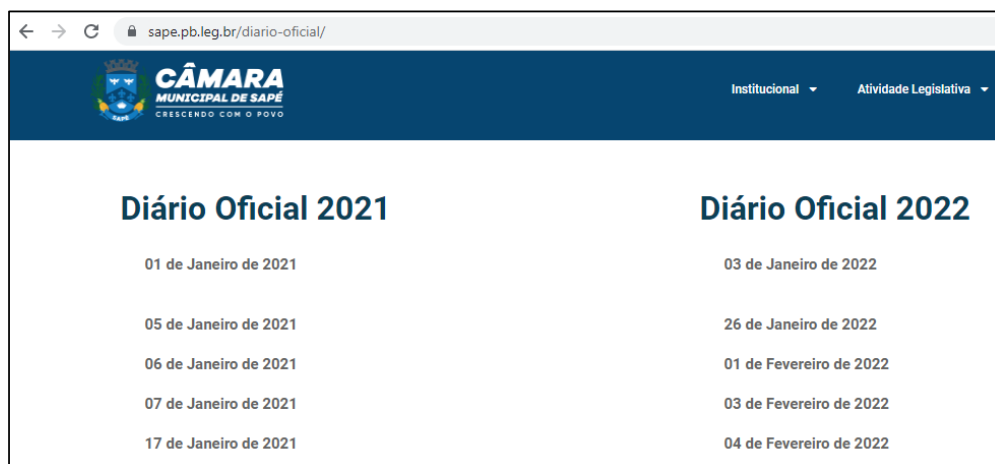 sape.pb.leg.br/diario-oficial/
CÂMARA
MUNICIPAL DE SAPÉ
CRESCENDO COM O POVO
SAPÉ
Institucional
Atividade Legislativa
Diário Oficial 2021
01 de Janeiro de 2021
05 de Janeiro de 2021
06 de Janeiro de 2021
07 de Janeiro de 2021
17 de Janeiro de 2021
Diário Oficial 2022
03 de Janeiro de 2022
26 de Janeiro de 2022
01 de Fevereiro de 2022
03 de Fevereiro de 2022
04 de Fevereiro de 2022